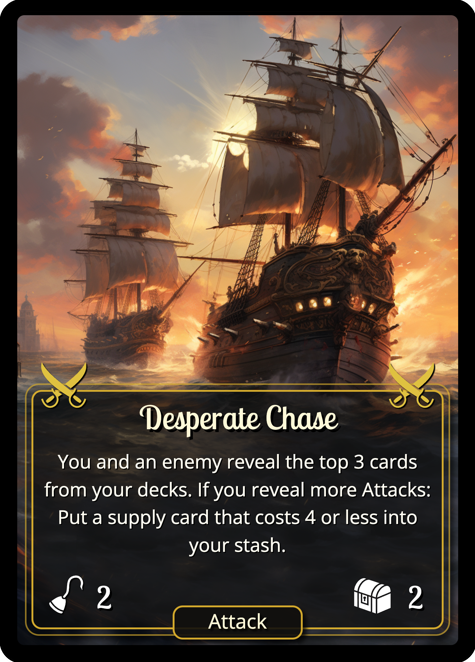 Desperate Chase
You and an enemy reveal the top 3 cards
from your decks. If you reveal more Attacks:
Put a supply card that costs 4 or less into
your stash.
2 2
Attack